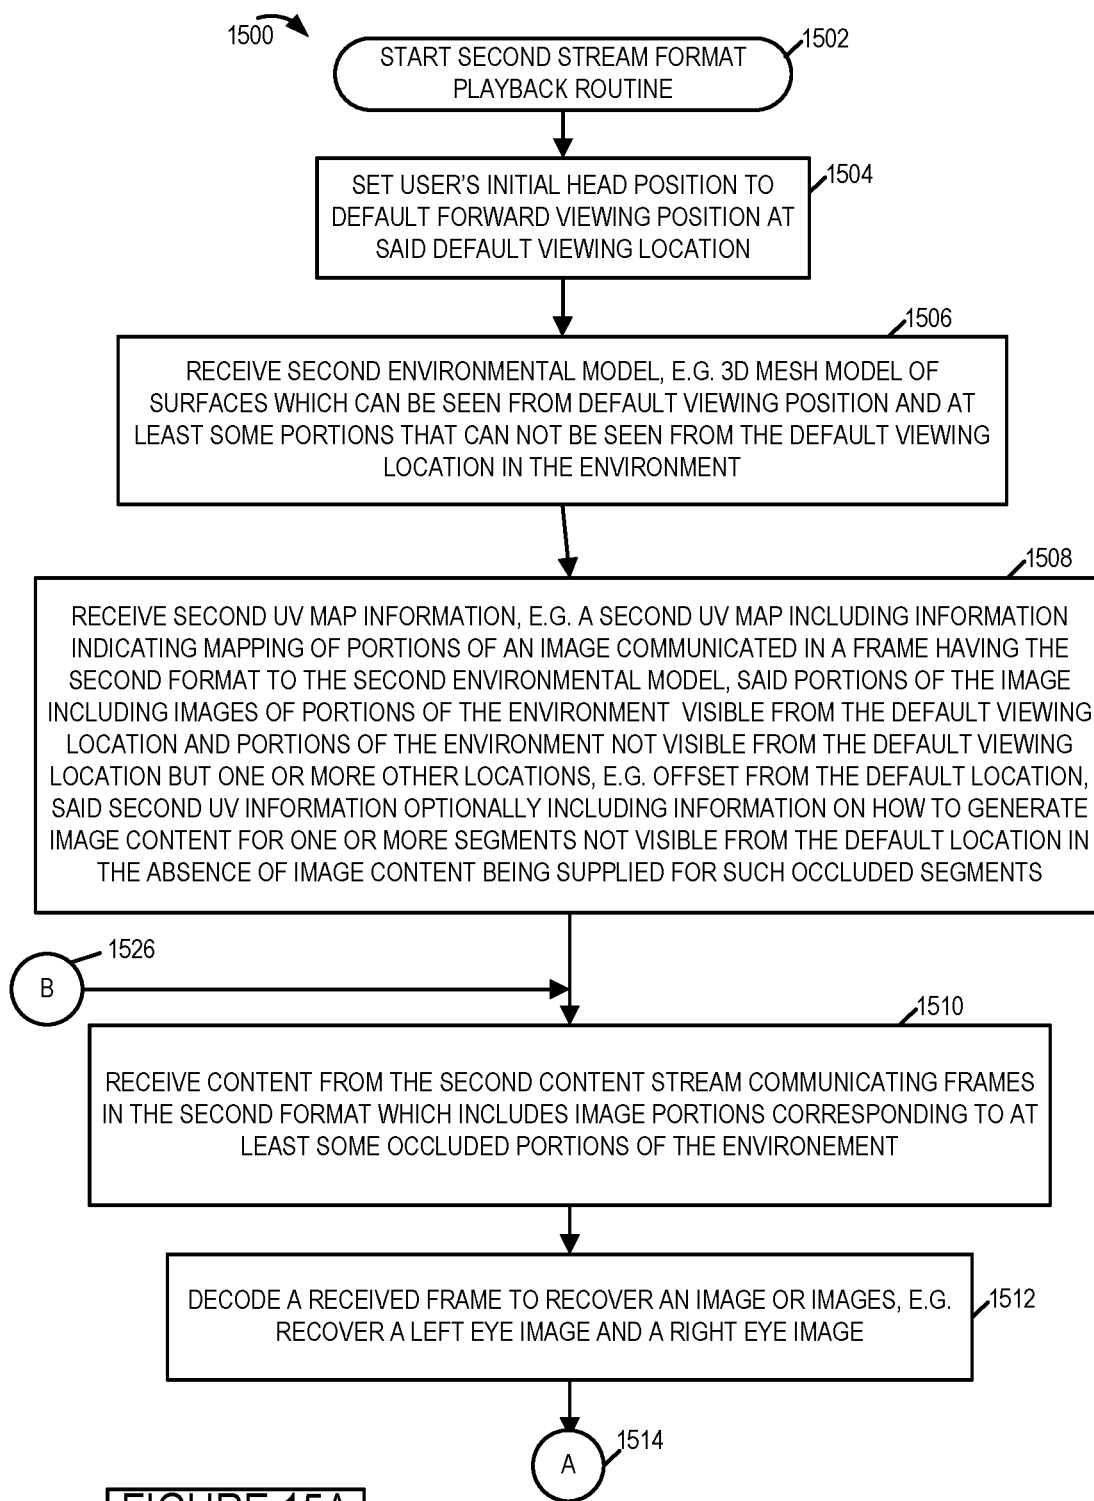 1500
1502
START SECOND STREAM FORMAT
PLAYBACK ROUTINE
1504
SET USER'S INITIAL HEAD POSITION TO
DEFAULT FORWARD VIEWING POSITION AT
SAID DEFAULT VIEWING LOCATION
1506
RECEIVE SECOND ENVIRONMENTAL MODEL, E.G. 3D MESH MODEL OF
SURFACES WHICH CAN BE SEEN FROM DEFAULT VIEWING POSITION AND AT
LEAST SOME PORTIONS THAT CAN NOT BE SEEN FROM THE DEFAULT VIEWING
LOCATION IN THE ENVIRONMENT
1508
RECEIVE SECOND UV MAP INFORMATION, E.G. A SECOND UV MAP INCLUDING INFORMATION
INDICATING MAPPING OF PORTIONS OF AN IMAGE COMMUNICATED IN A FRAME HAVING THE
SECOND FORMAT TO THE SECOND ENVIRONMENTAL MODEL, SAID PORTIONS OF THE IMAGE
INCLUDING IMAGES OF PORTIONS OF THE ENVIRONMENT VISIBLE FROM THE DEFAULT VIEWING
LOCATION AND PORTIONS OF THE ENVIRONMENT NOT VISIBLE FROM THE DEFAULT VIEWING
LOCATION BUT ONE OR MORE OTHER LOCATIONS, E.G. OFFSET FROM THE DEFAULT LOCATION,
SAID SECOND UV INFORMATION OPTIONALLY INCLUDING INFORMATION ON HOW TO GENERATE
IMAGE CONTENT FOR ONE OR MORE SEGMENTS NOT VISIBLE FROM THE DEFAULT LOCATION IN
THE ABSENCE OF IMAGE CONTENT BEING SUPPLIED FOR SUCH OCCLUDED SEGMENTS
1526
B
1510
RECEIVE CONTENT FROM THE SECOND CONTENT STREAM COMMUNICATING FRAMES
IN THE SECOND FORMAT WHICH INCLUDES IMAGE PORTIONS CORRESPONDING TO AT
LEAST SOME OCCLUDED PORTIONS OF THE ENVIRONEMENT
1512
DECODE A RECEIVED FRAME TO RECOVER AN IMAGE OR IMAGES, E.G.
RECOVER A LEFT EYE IMAGE AND A RIGHT EYE IMAGE
1514
A
FIGURE 15A